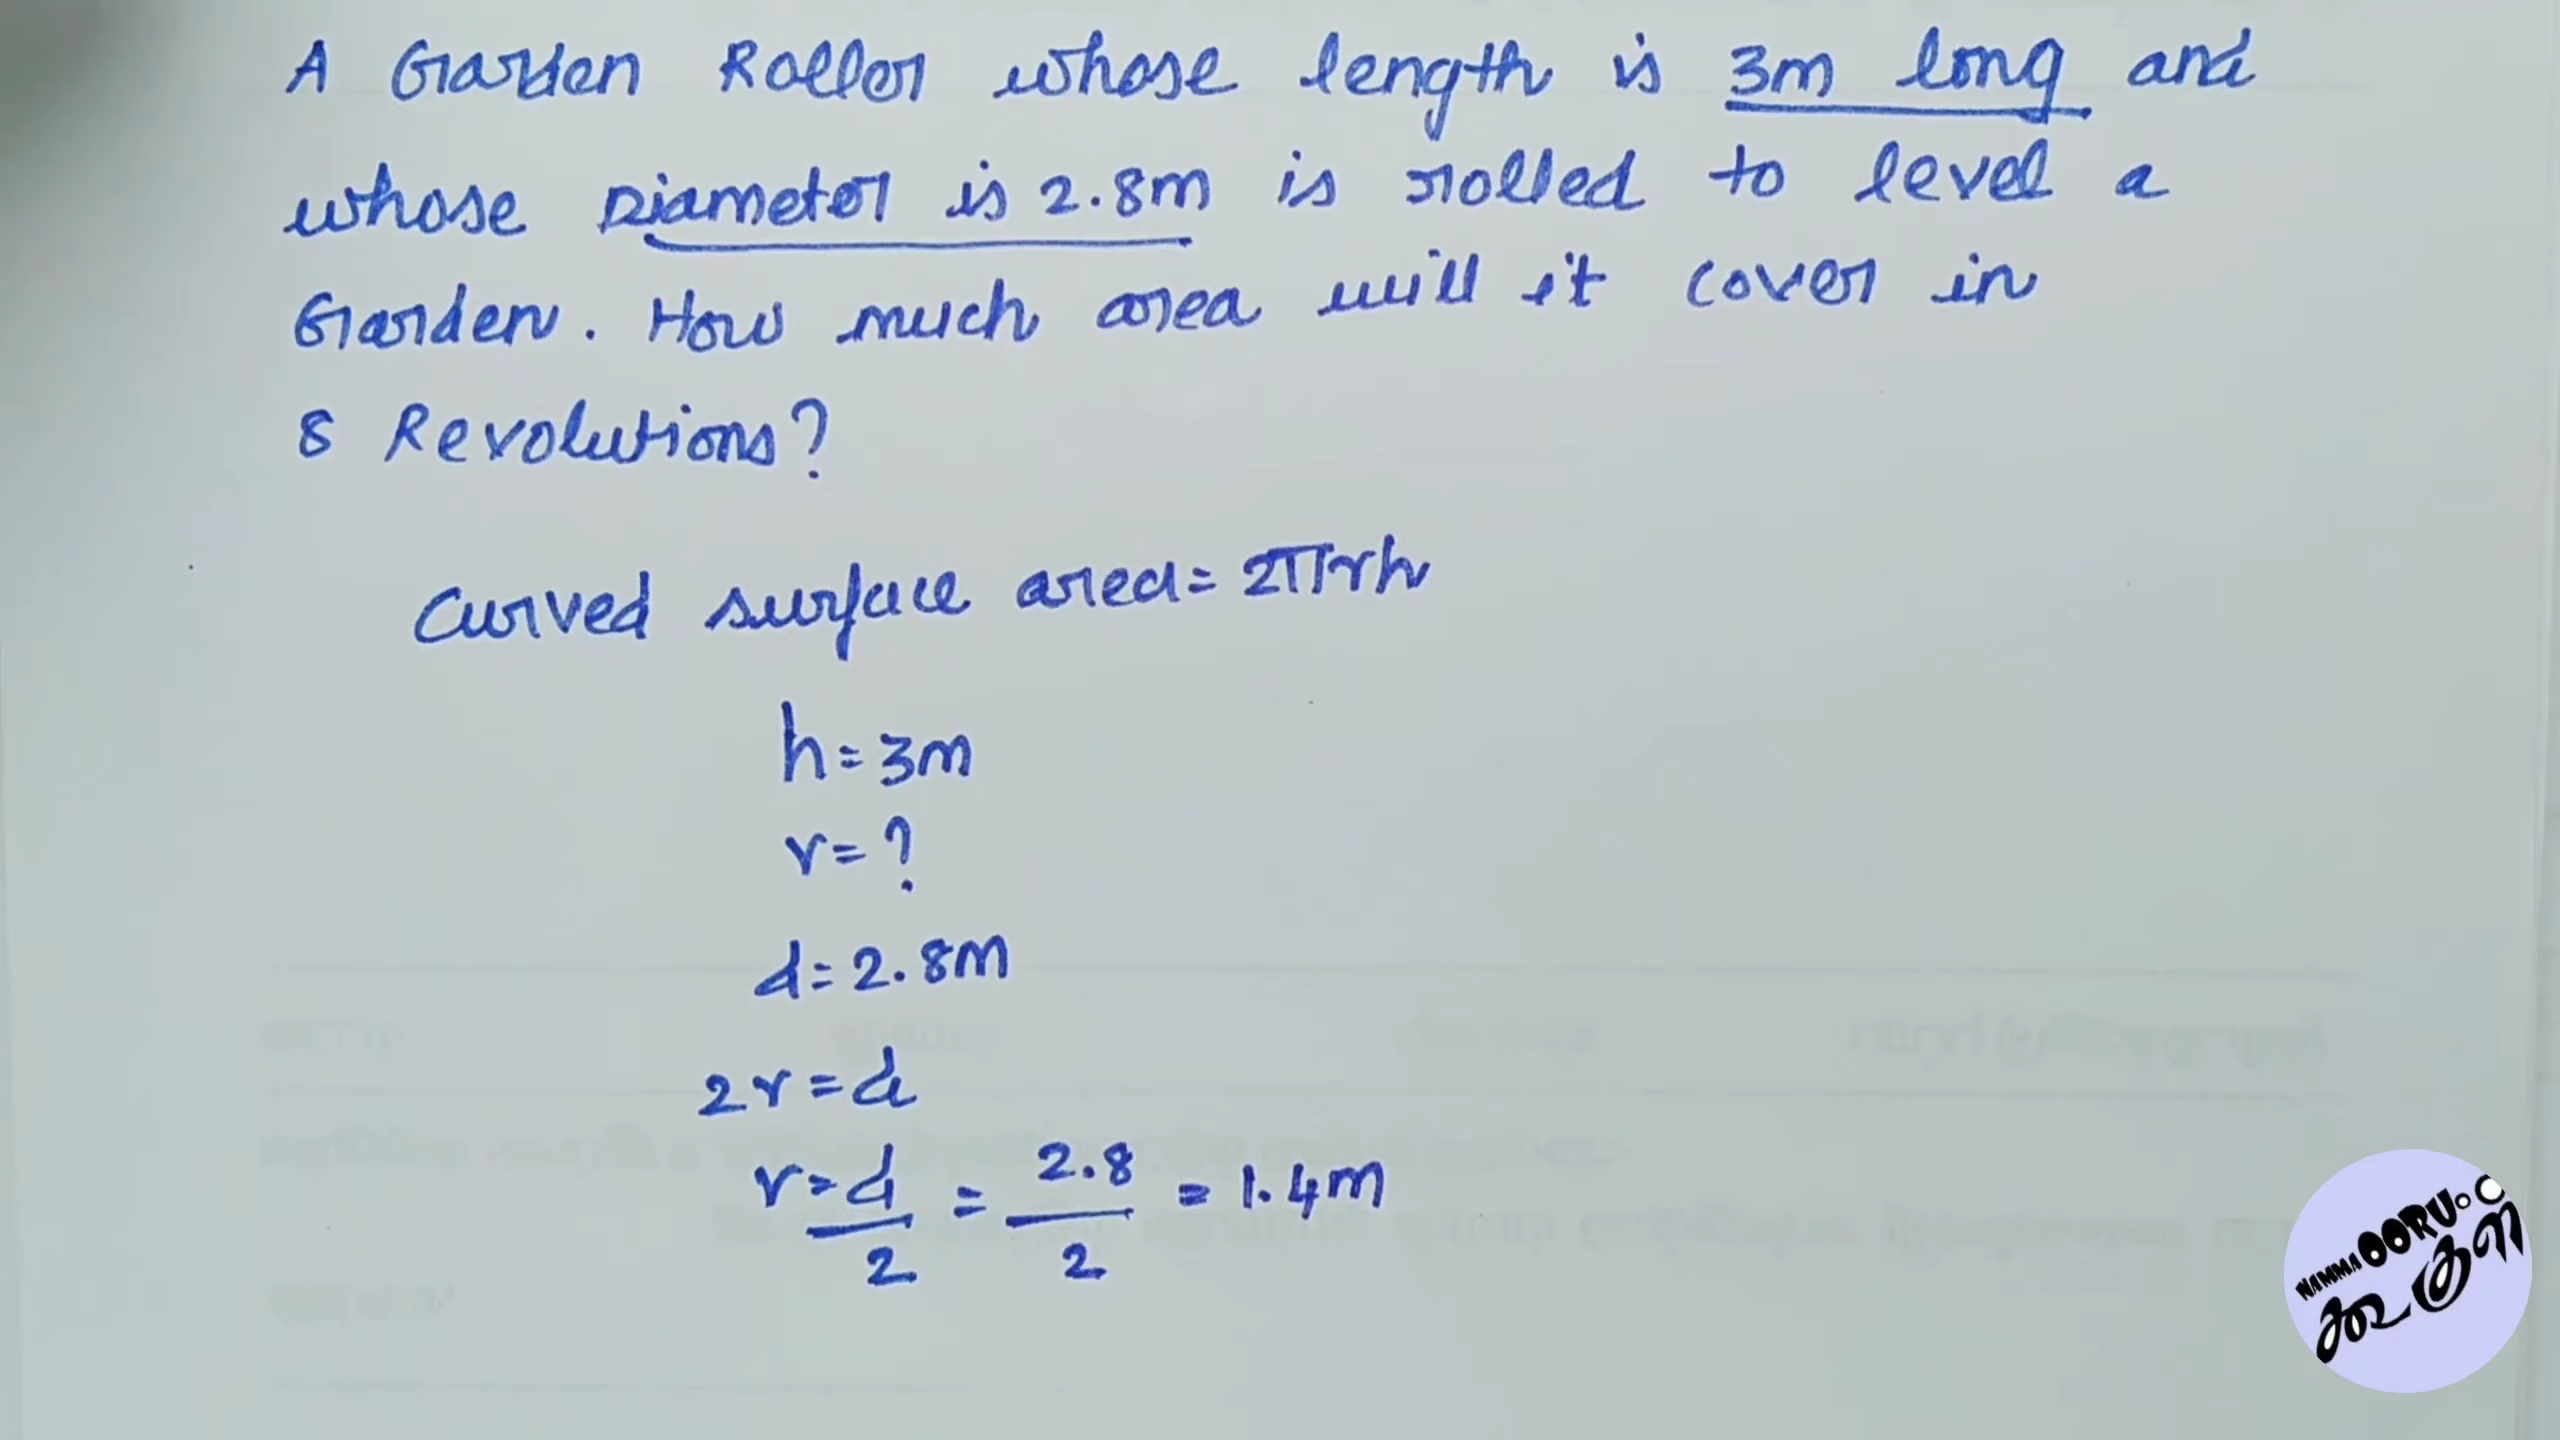 A Garden Roller whose length is 3m long and
whose Diameter is 2.8m is rolled to level a
Garden. How much area will it cover in
8 Revolutions?
Curved surface area = 2πrh
h = 3m
r = ?
d = 2.8m
2r = d
r = d/2 = 2.8/2 = 1.4m
NAMMA OORU